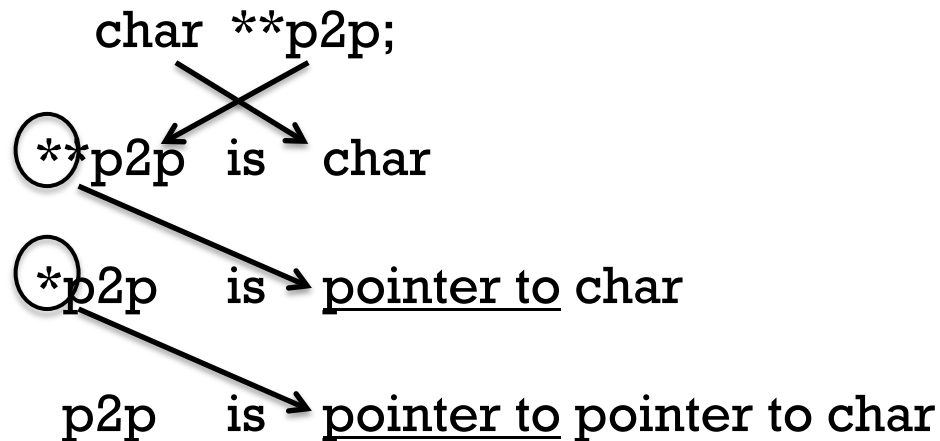 char **p2p;
**p2p is char
*p2p is pointer to char
p2p is pointer to pointer to char